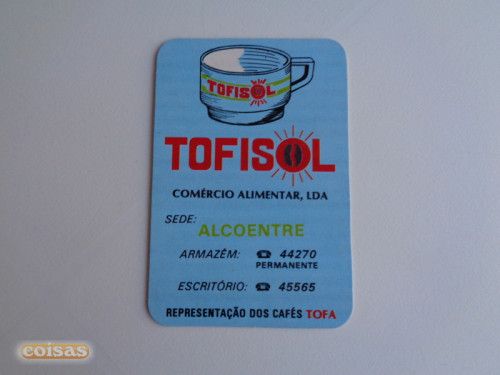 TOFISOL
TOFISOL
COMÉRCIO ALIMENTAR, LDA
SEDE:
ALCOENTRE
ARMAZÉM: ☎ 44270
PERMANENTE
ESCRITÓRIO: ☎ 45565
REPRESENTAÇÃO DOS CAFÉS TOFA
coisas